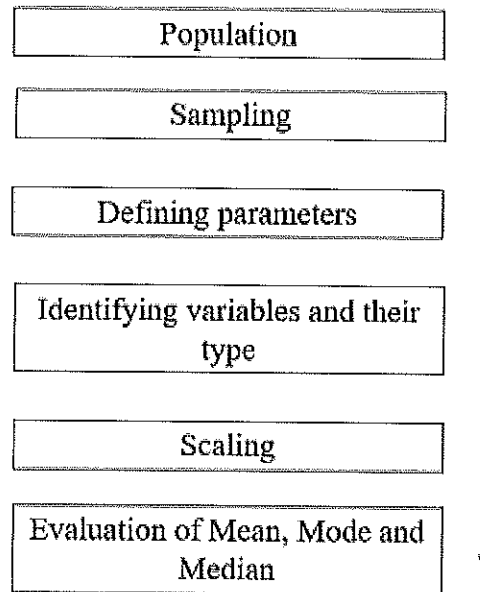 Population
Sampling
Defining parameters
Identifying variables and their
type
Scaling
Evaluation of Mean, Mode and
Median